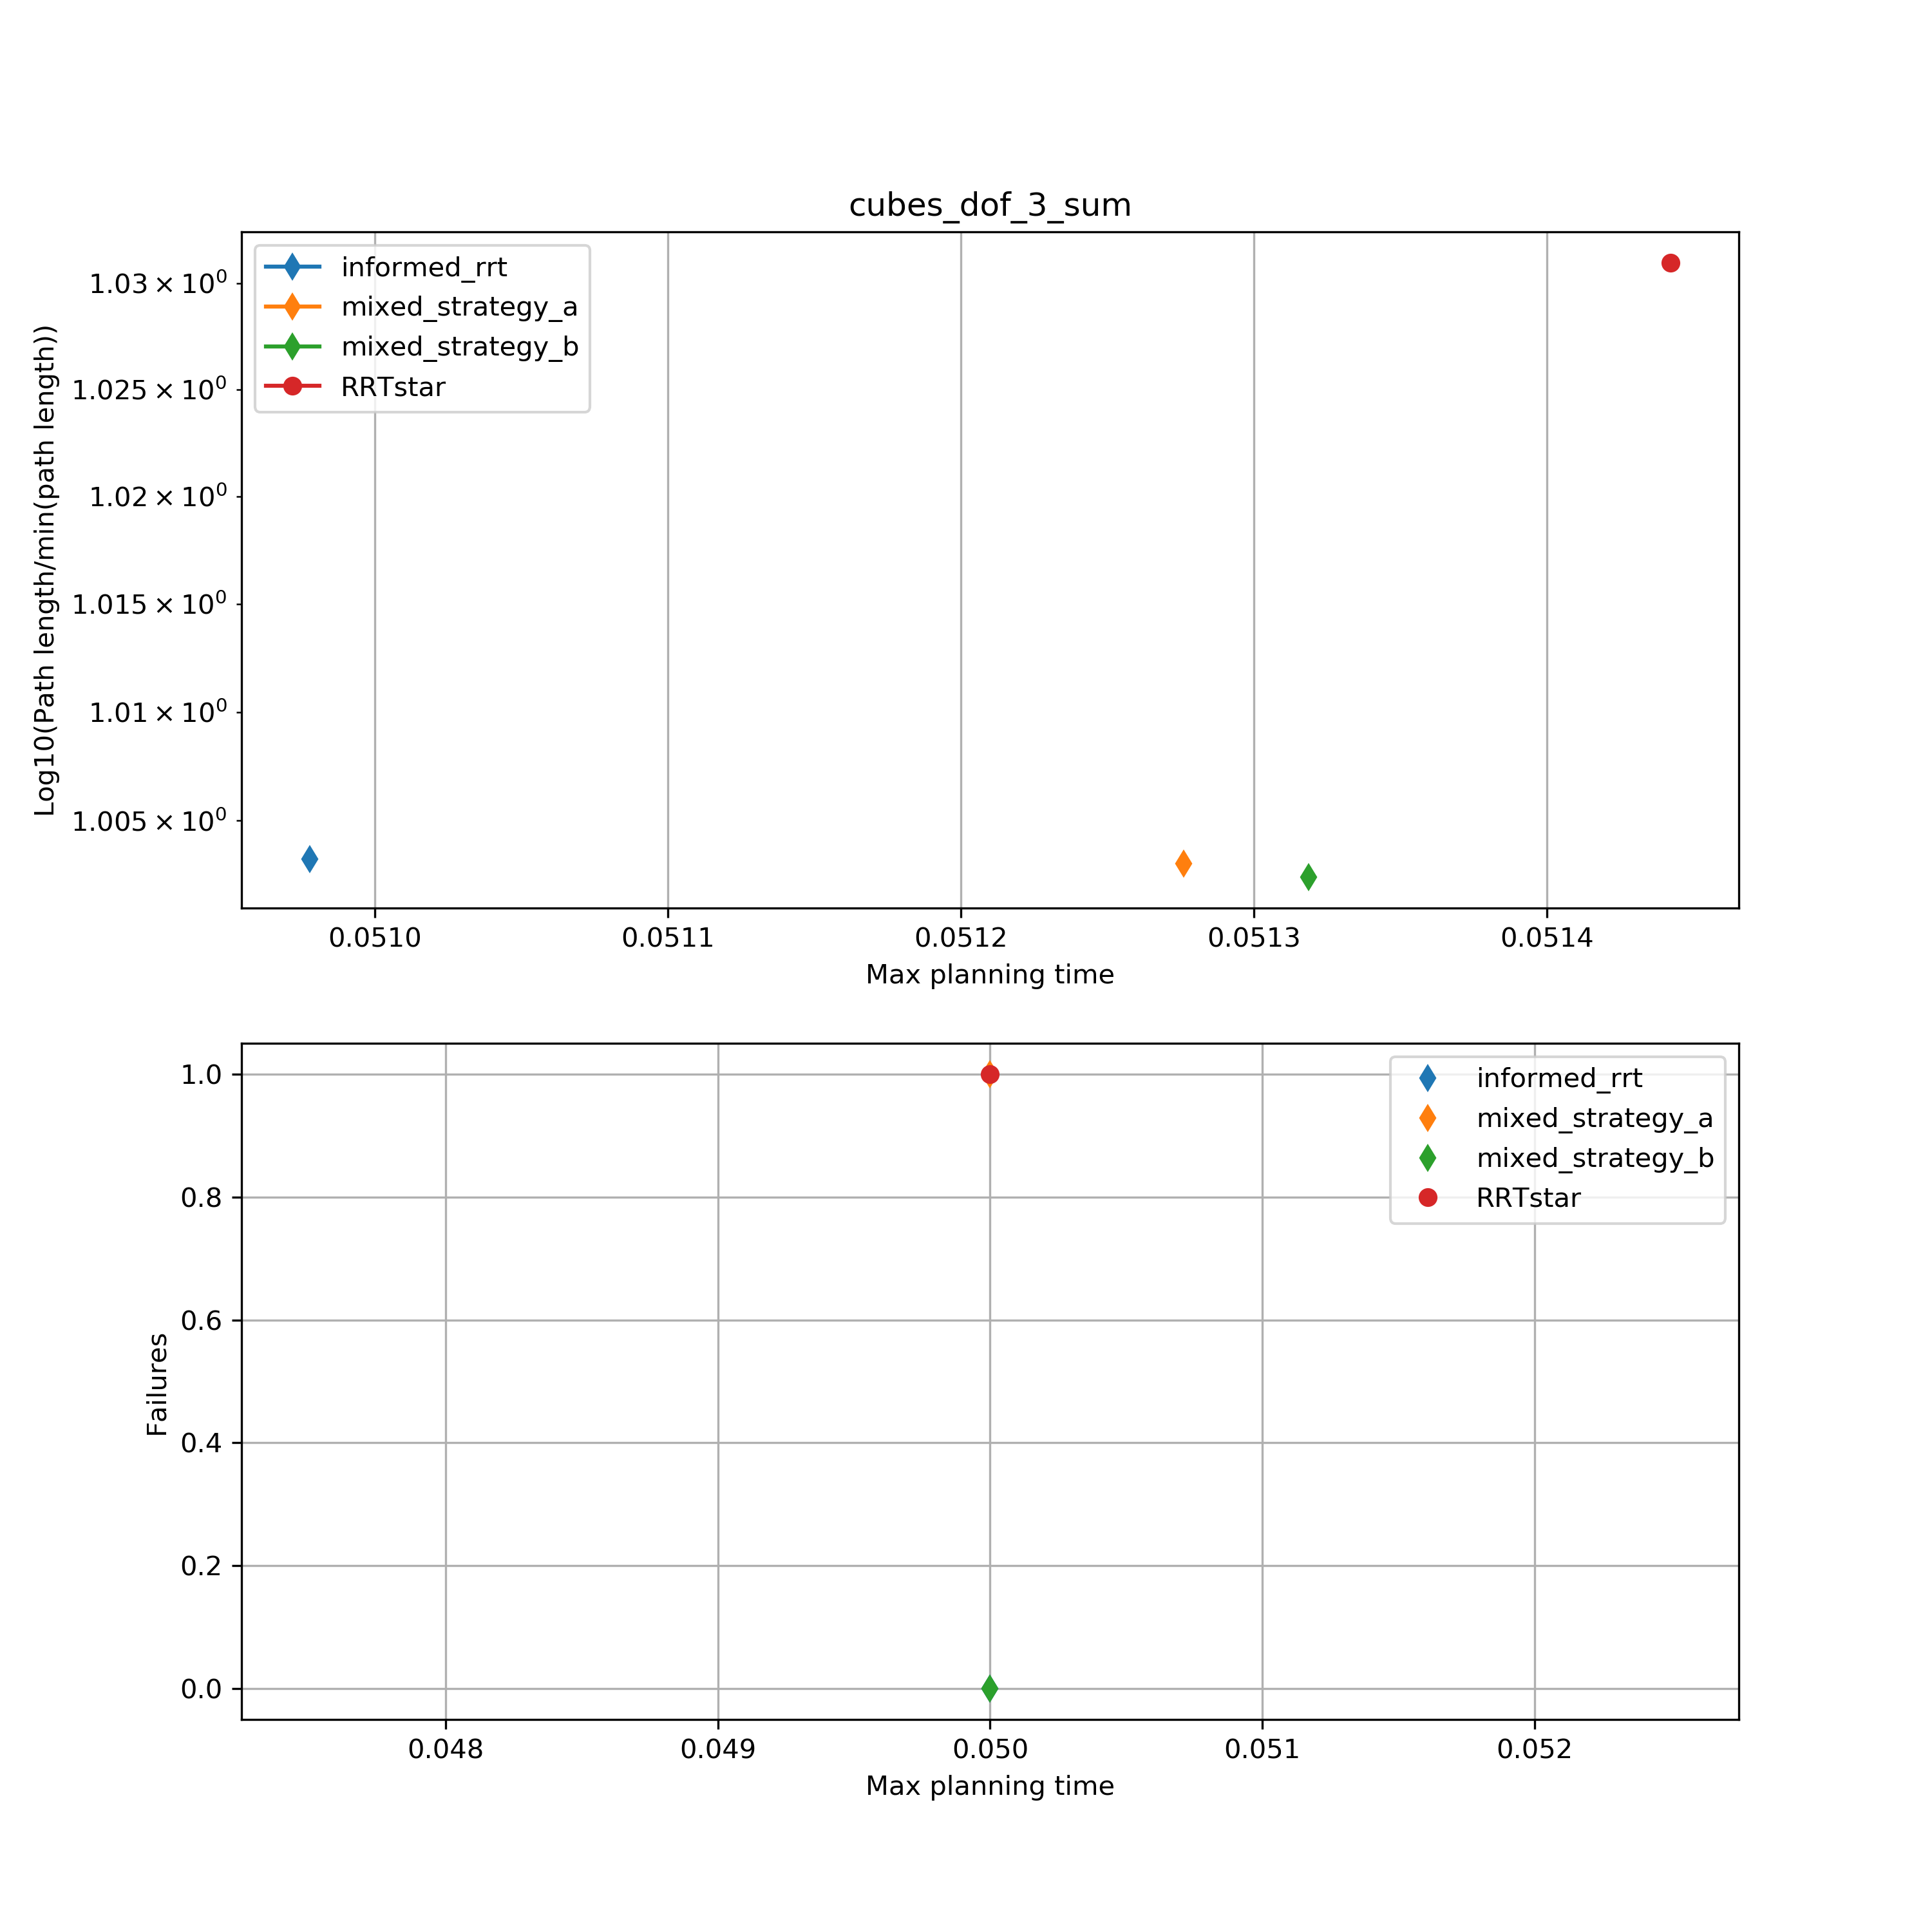 cubes_dof_3_sum
informed_rrt
mixed_strategy_a
mixed_strategy_b
RRTstar
1.03 × 10⁰
1.025 × 10⁰
1.02 × 10⁰
1.015 × 10⁰
1.01 × 10⁰
1.005 × 10⁰
Log10(Path length/min(path length))
0.0510 0.0511 0.0512 0.0513 0.0514
Max planning time
informed_rrt
mixed_strategy_a
mixed_strategy_b
RRTstar
1.0
0.8
0.6
0.4
0.2
0.0
Failures
0.048 0.049 0.050 0.051 0.052
Max planning time